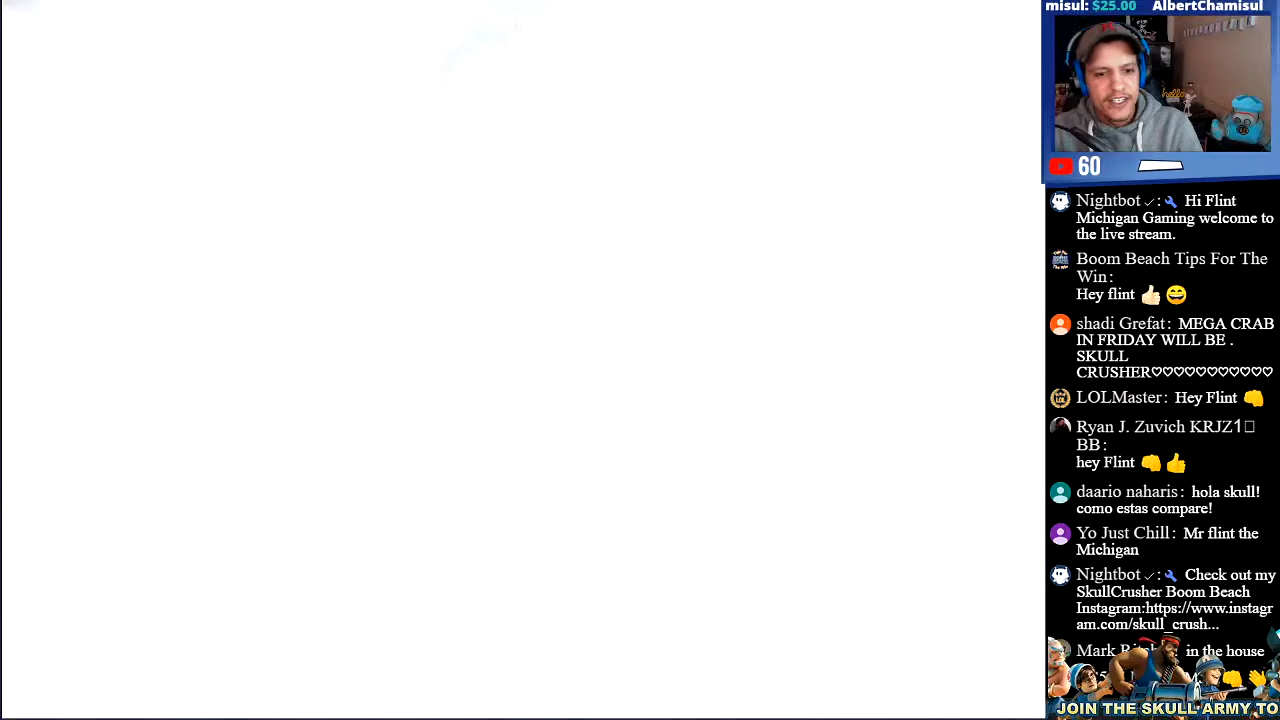 misul: $25.00 AlbertChamisul
hello
60
Nightbot ✓: Hi Flint
Michigan Gaming welcome to
the live stream.
Boom Beach Tips For The
Win:
Hey flint 👍🏻 😄
shadi Grefat: MEGA CRAB
IN FRIDAY WILL BE .
SKULL
CRUSHER♡♡♡♡♡♡♡♡♡♡♡
LOLMaster: Hey Flint 👊
Ryan J. Zuvich KRJZ1□
BB:
hey Flint 👊👍
daario naharis: hola skull!
como estas compare!
Yo Just Chill: Mr flint the
Michigan
Nightbot ✓: 🔧 Check out my
SkullCrusher Boom Beach
Instagram:https://www.instagr
am.com/skull_crush...
Mark in the house
JOIN THE SKULL ARMY TO